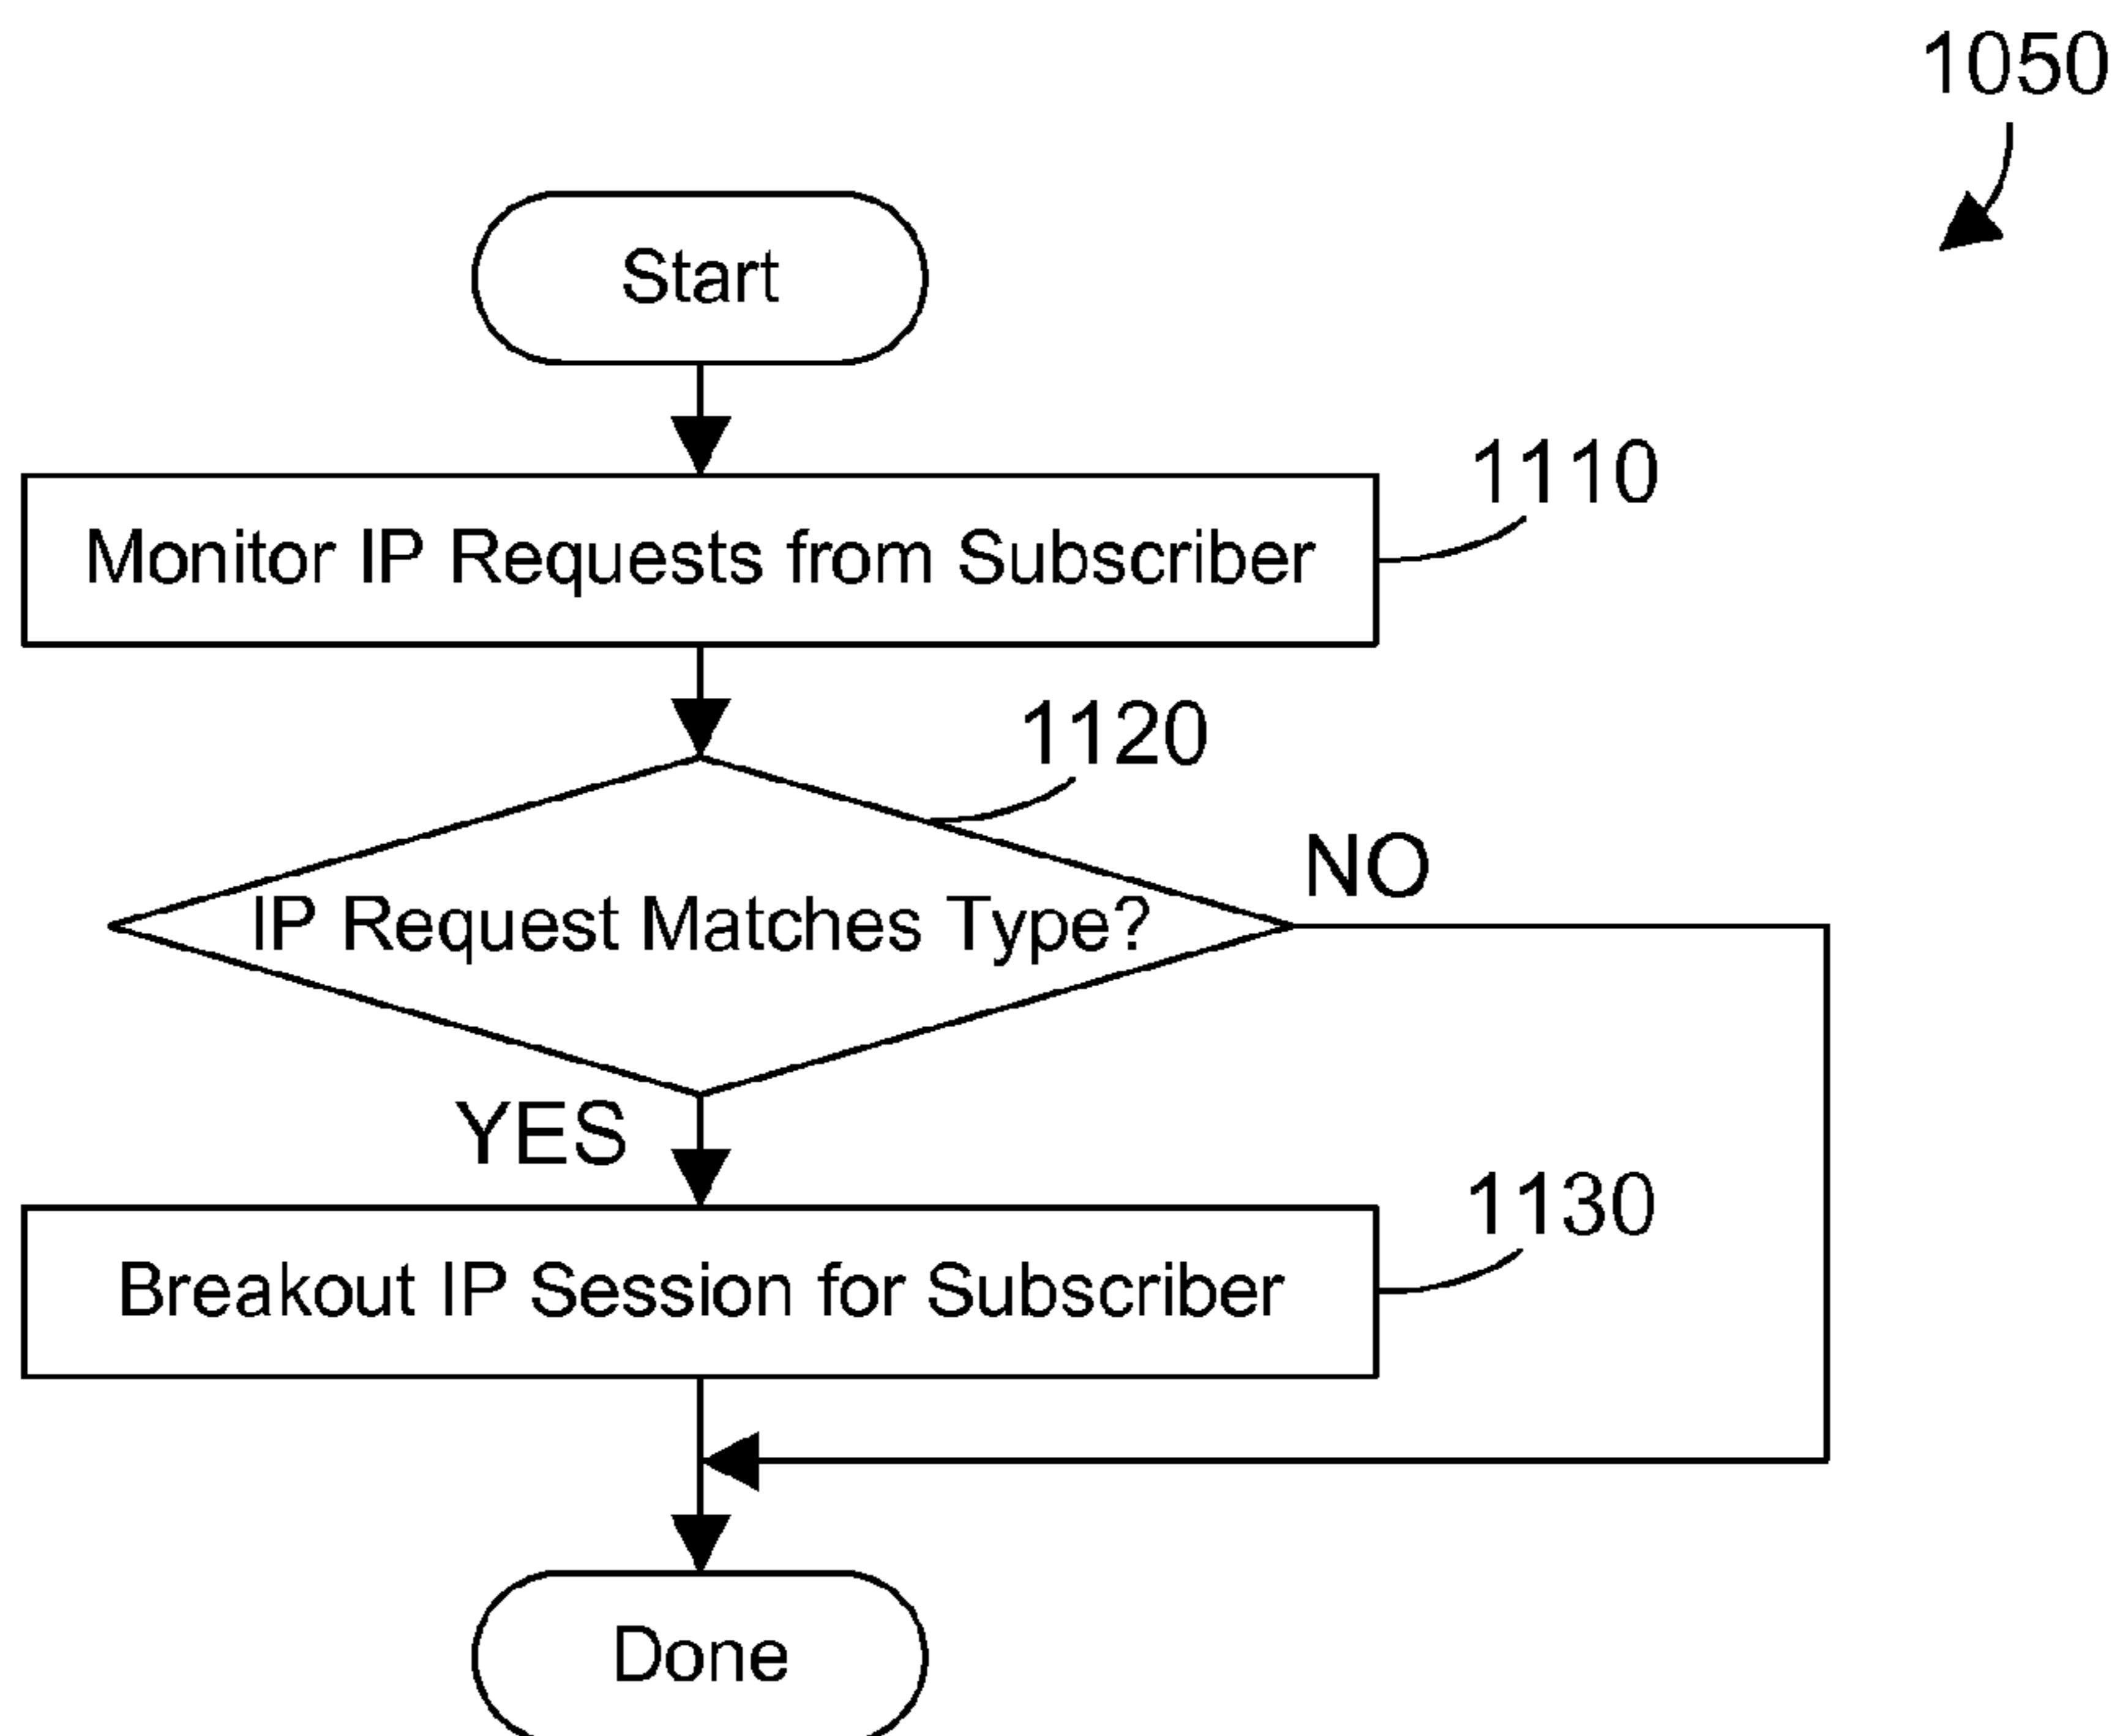 1050
Start
1110
Monitor IP Requests from Subscriber
1120
NO
IP Request Matches Type?
YES
1130
Breakout IP Session for Subscriber
Done